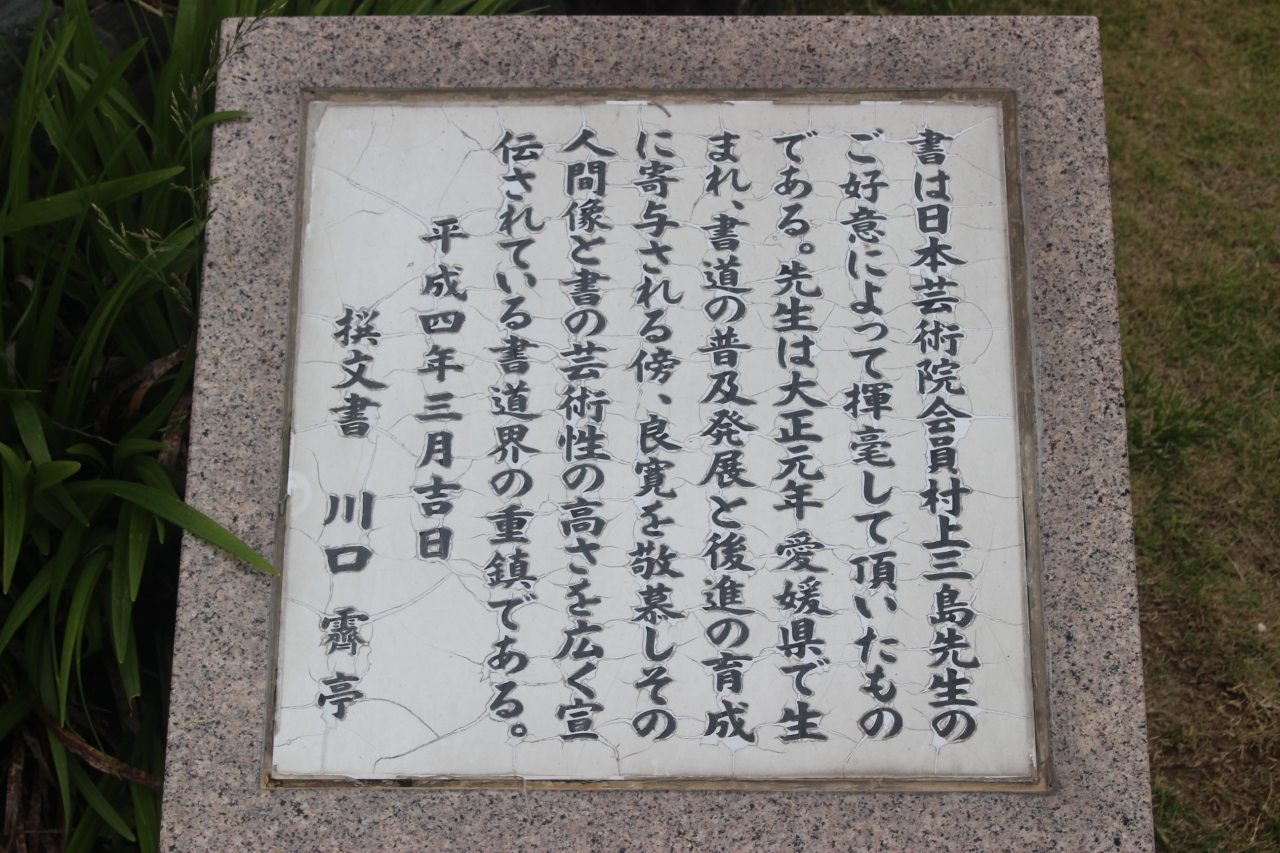 書は日本芸術院会員村上三島先生の
ご好意によって揮毫して頂いたもの
である。先生は大正元年愛媛県で生
まれ、書道の普及発展と後進の育成
に寄与される傍、良寛を敬慕しその
人間像と書の芸術性の高さを広く宣
伝されている書道界の重鎮である。
平成四年三月吉日
撰文書 川口 霽亭